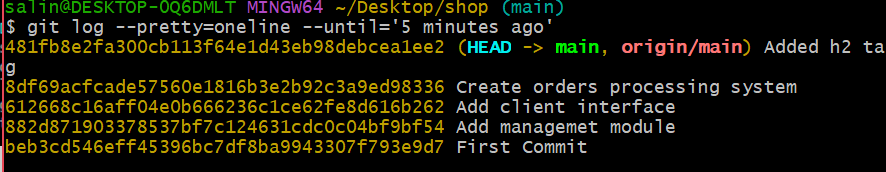 salin@DESKTOP-OQ6DMLT MINGW64 ~/Desktop/shop (main)
$ git log --pretty=oneline --until='5 minutes ago'
481fb8e2fa300cb113f64e1d43eb98debcea1ee2 (HEAD -> main, origin/main) Added h2 ta
g
8df69acfcade57560e1816b3e2b92c3a9ed98336 Create orders processing system
612668c16aff04e0b666236c1ce62fe8d616b262 Add client interface
882d871903378537bf7c124631cdc0c04bf9bf54 Add managemet module
beb3cd546eff45396bc7df8ba9943307f793e9d7 First Commit